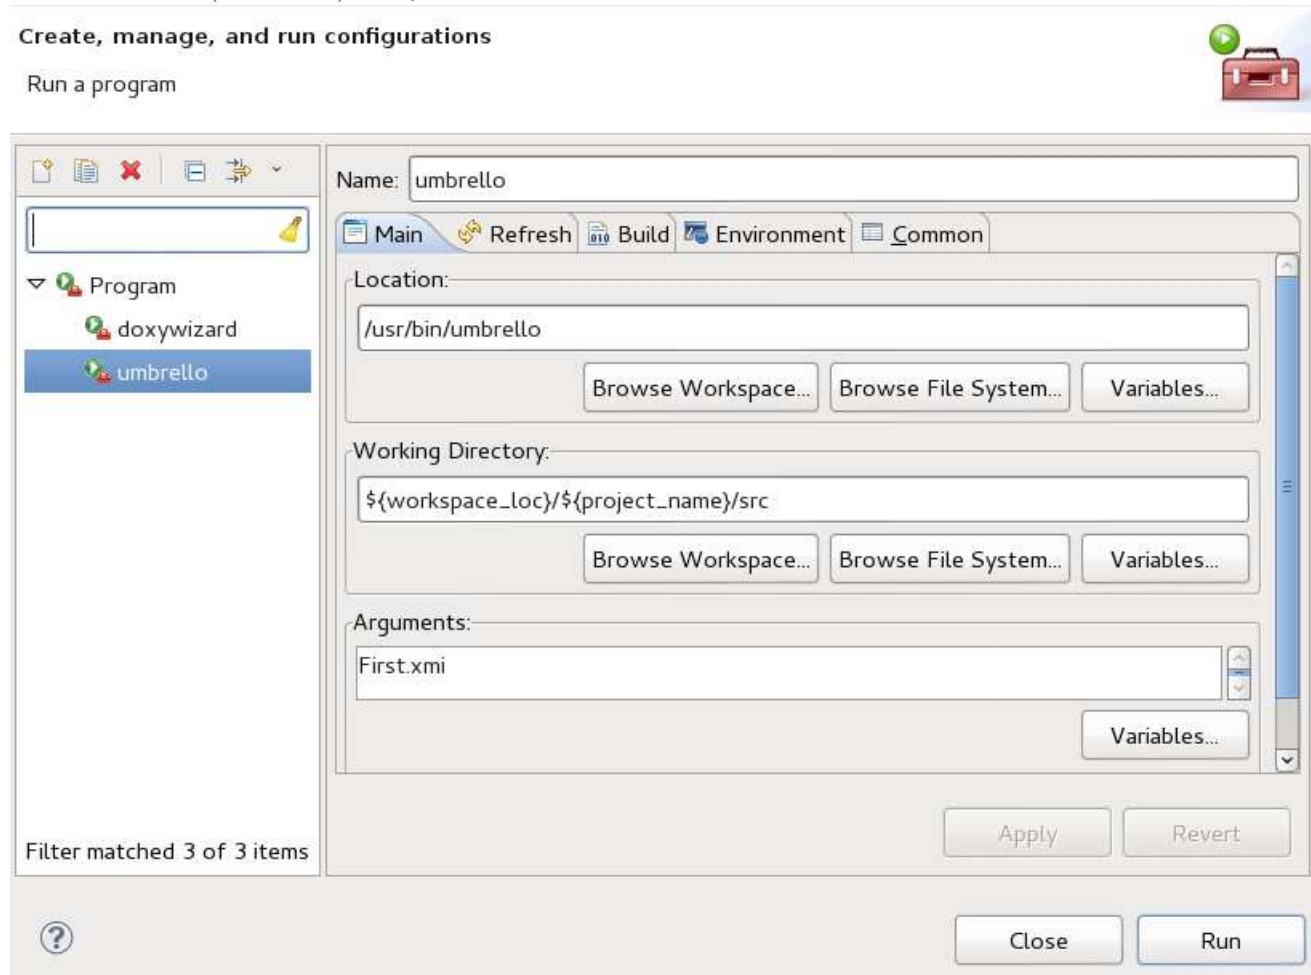 Create, manage, and run configurations
Run a program
Name: umbrello
Main Refresh Build Environment Common
Program
doxywizard
umbrello
Filter matched 3 of 3 items
Location:
/usr/bin/umbrello
Browse Workspace... Browse File System... Variables...
Working Directory:
${workspace_loc}/${project_name}/src
Browse Workspace... Browse File System... Variables...
Arguments:
First.xmi
Variables...
Apply Revert
Close Run